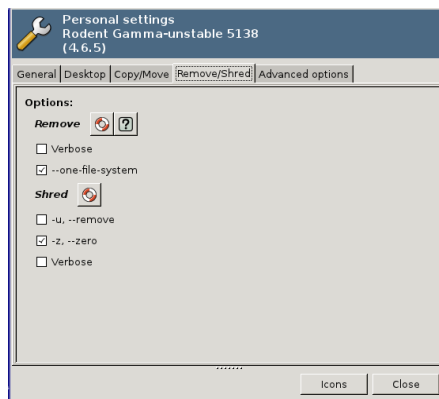 Personal settings
Rodent Gamma-unstable 5138
(4.6.5)
General Desktop Copy/Move Remove/Shred Advanced options
Options:
Remove ?
Verbose
--one-file-system
Shred
-u, --remove
-z, --zero
Verbose
Icons Close